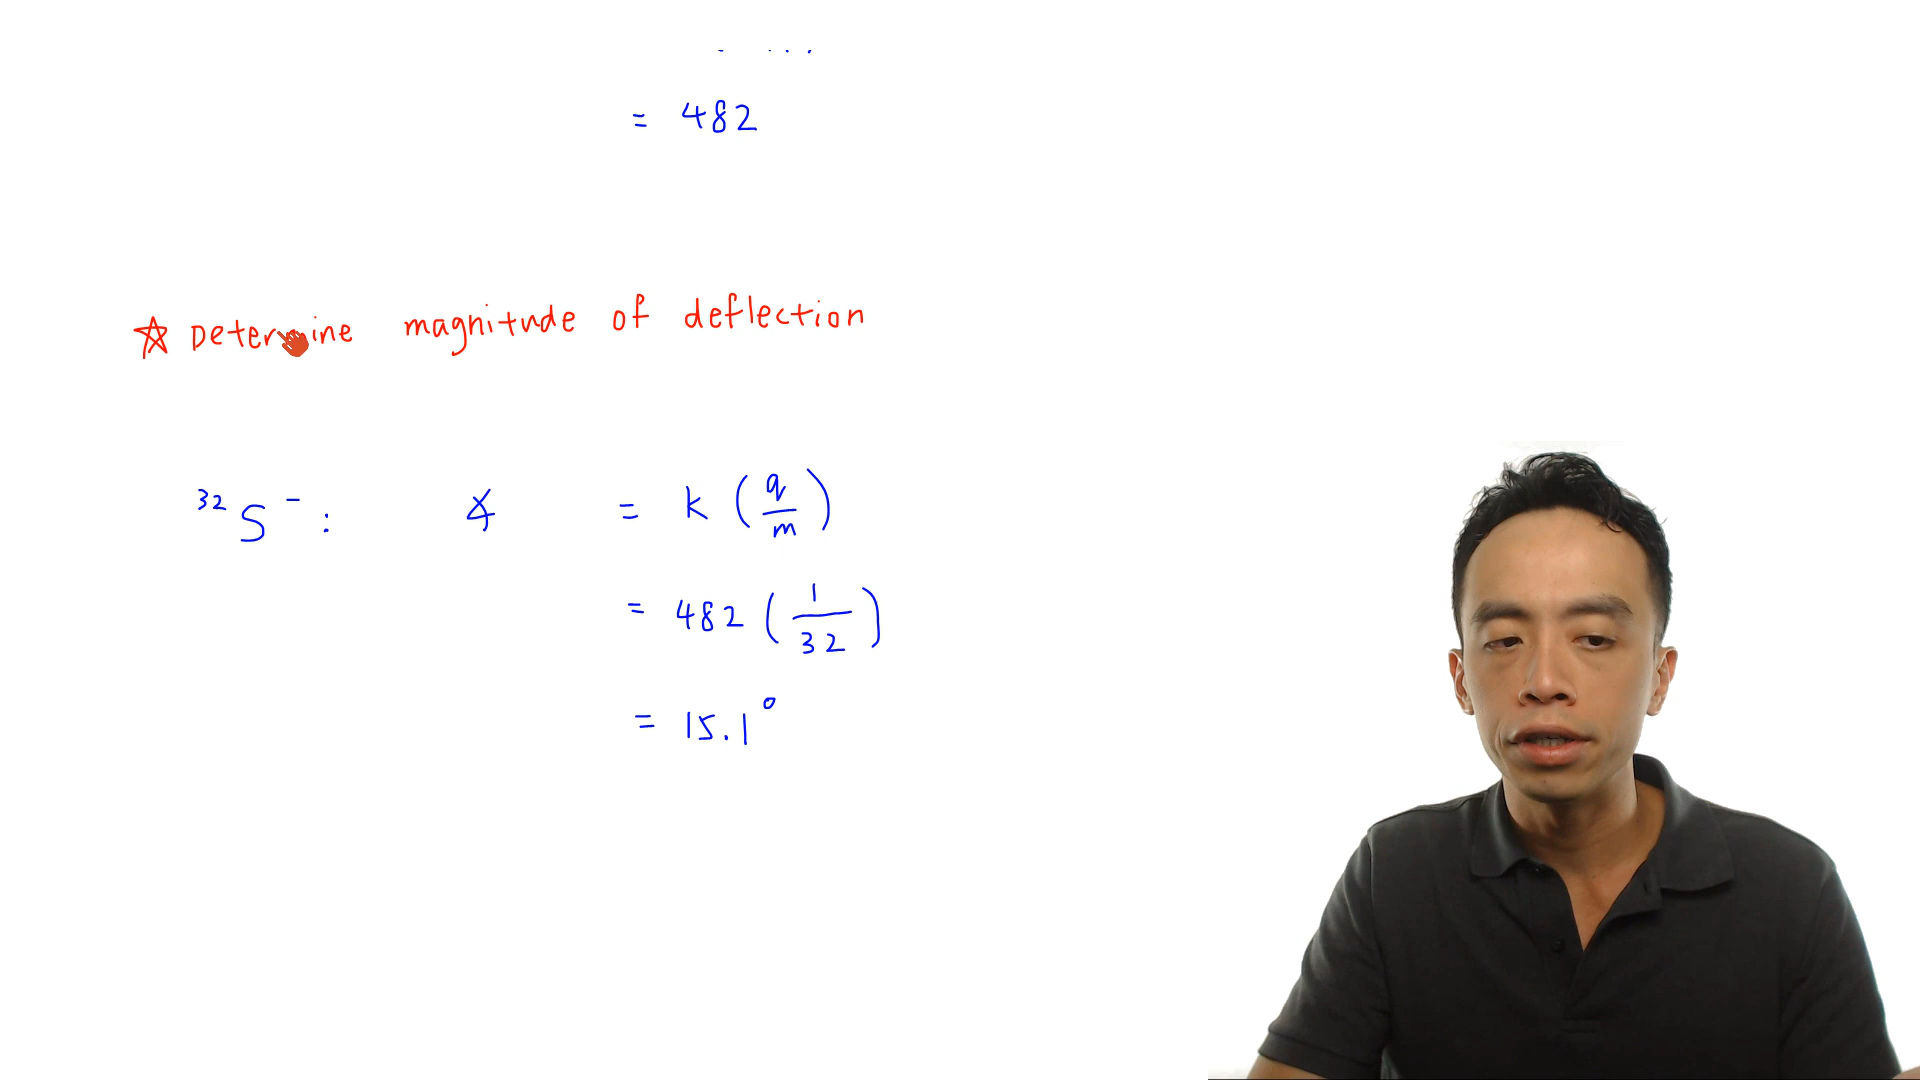 = 482
☆ Determine magnitude of deflection
³²S⁻ : ∡ = k (q/m)
= 482 (1/32)
= 15.1°